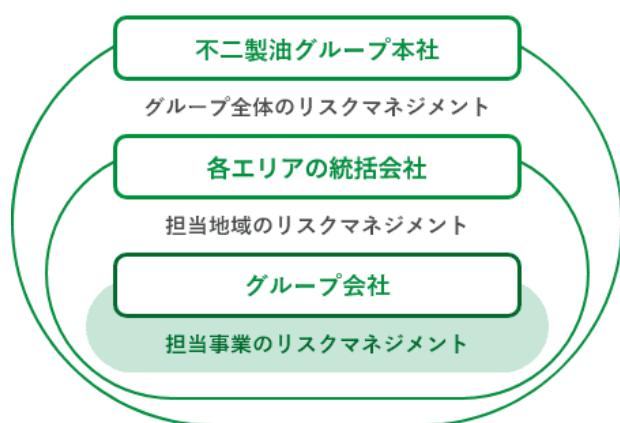 不二製油グループ本社
グループ全体のリスクマネジメント
各エリアの統括会社
担当地域のリスクマネジメント
グループ会社
担当事業のリスクマネジメント